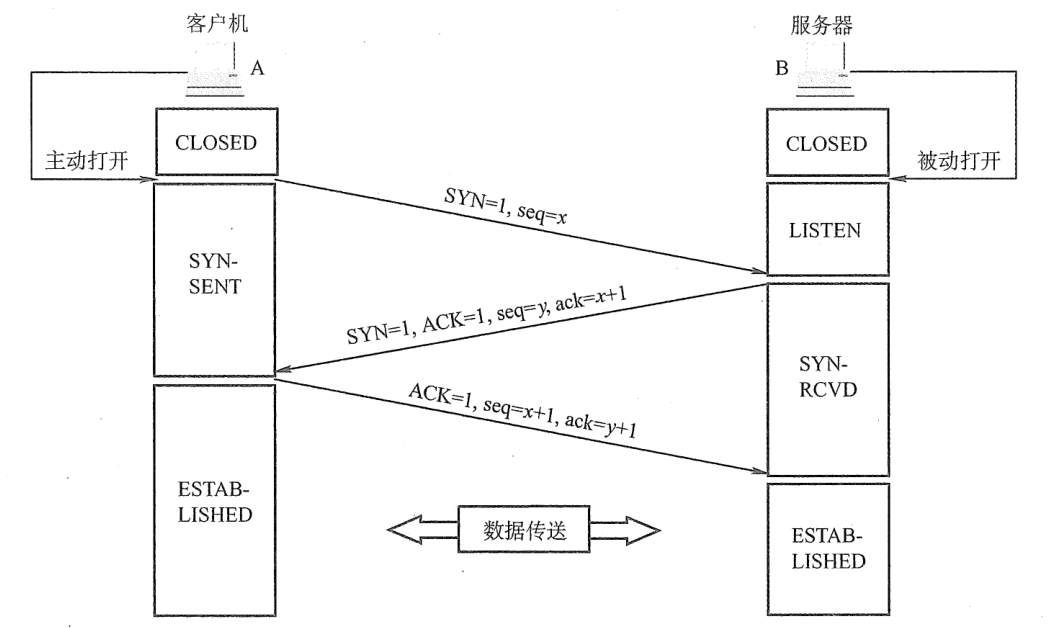 客户机
服务器
A
B
CLOSED
CLOSED
主动打开
被动打开
SYN=1, seq=x
LISTEN
SYN-
SENT
SYN=1, ACK=1, seq=y, ack=x+1
SYN-
RCVD
ACK=1, seq=x+1, ack=y+1
ESTAB-
LISHED
数据传送
ESTAB-
LISHED